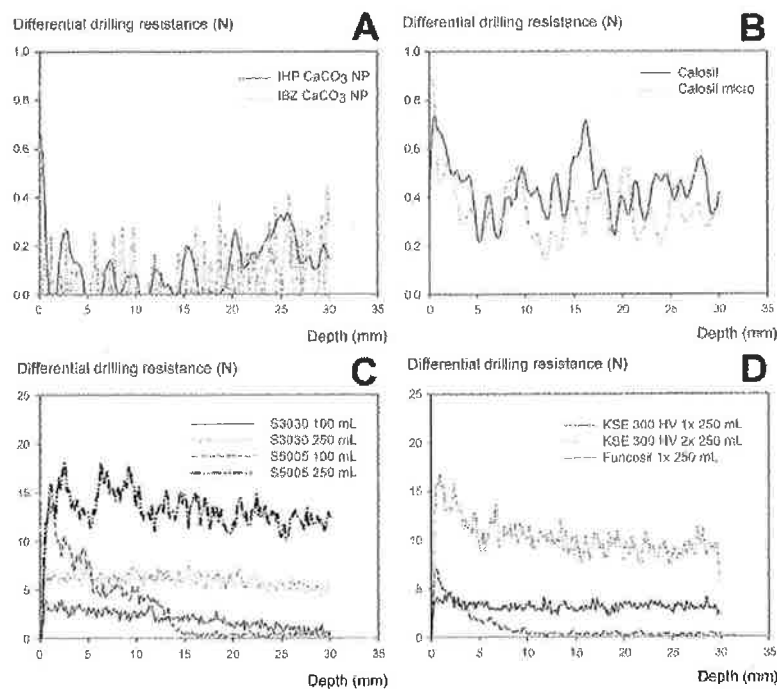 Differential drilling resistance (N)
A
IHP CaCO3 NP
IBZ CaCO3 NP
1.0
0.8
0.6
0.4
0.2
0.0
0 5 10 15 20 25 30 35
Depth (mm)
Differential drilling resistance (N)
B
Calosil
Calosil micro
1.0
0.8
0.6
0.4
0.2
0.0
0 5 10 15 20 25 30 35
Depth (mm)
Differential drilling resistance (N)
C
S3030 100 mL
S3030 250 mL
S5005 100 mL
S5005 250 mL
25
20
15
10
5
0
0 5 10 15 20 25 30 35
Depth (mm)
Differential drilling resistance (N)
D
KSE 300 HV 1x 250 mL
KSE 300 HV 2x 250 mL
Funcosil 1x 250 mL
25
20
15
10
5
0
0 5 10 15 20 25 30 35
Depth (mm)